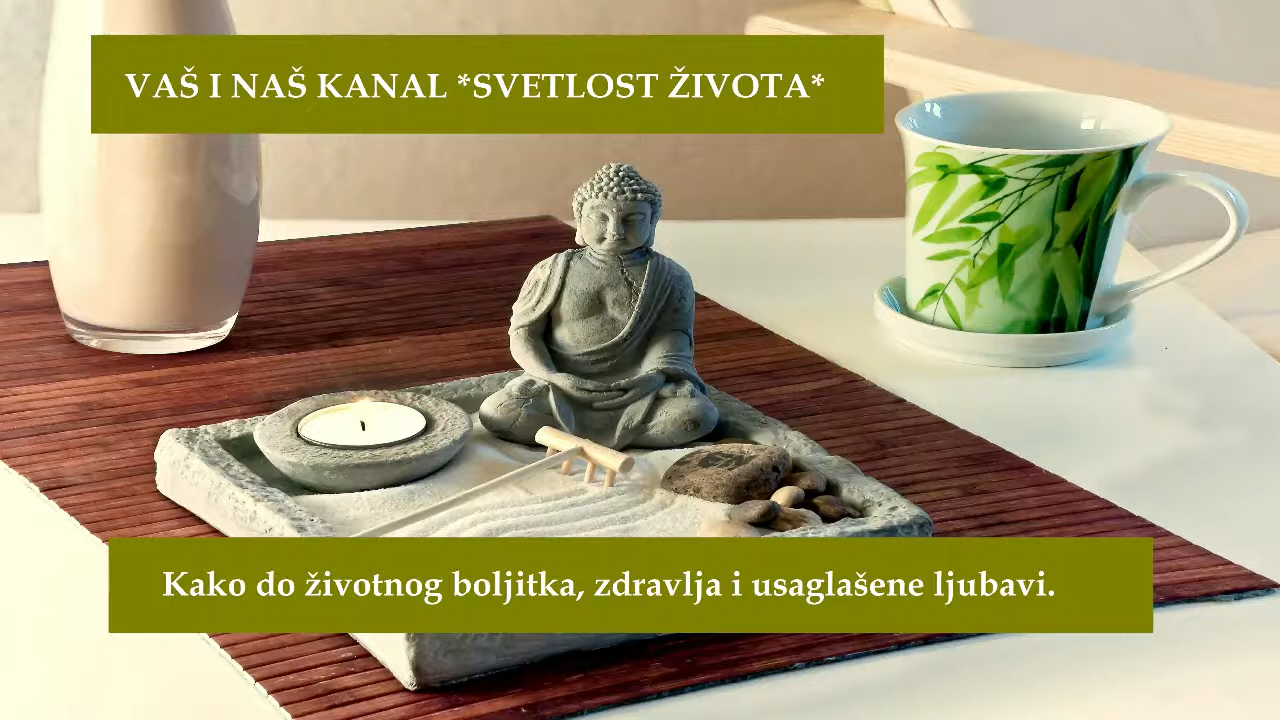 VAŠ I NAŠ KANAL *SVETLOST ŽIVOTA*
Kako do životnog boljitka, zdravlja i usaglašene ljubavi.